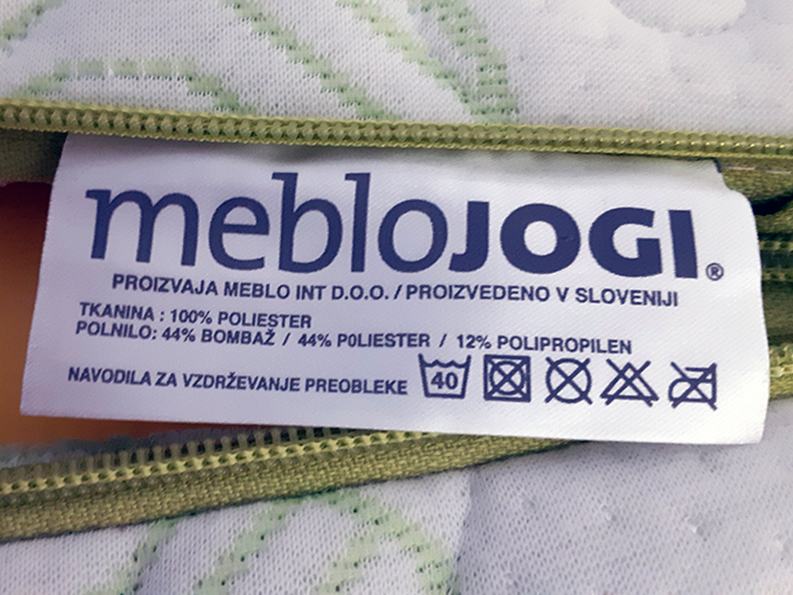 mebloJOGI®
PROIZVAJA MEBLO INT D.O.O. / PROIZVEDENO V SLOVENIJI
TKANINA : 100% POLIESTER
POLNILO: 44% BOMBAŽ / 44% POLIESTER / 12% POLIPROPILEN
NAVODILA ZA VZDRŽEVANJE PREOBLEKE 40